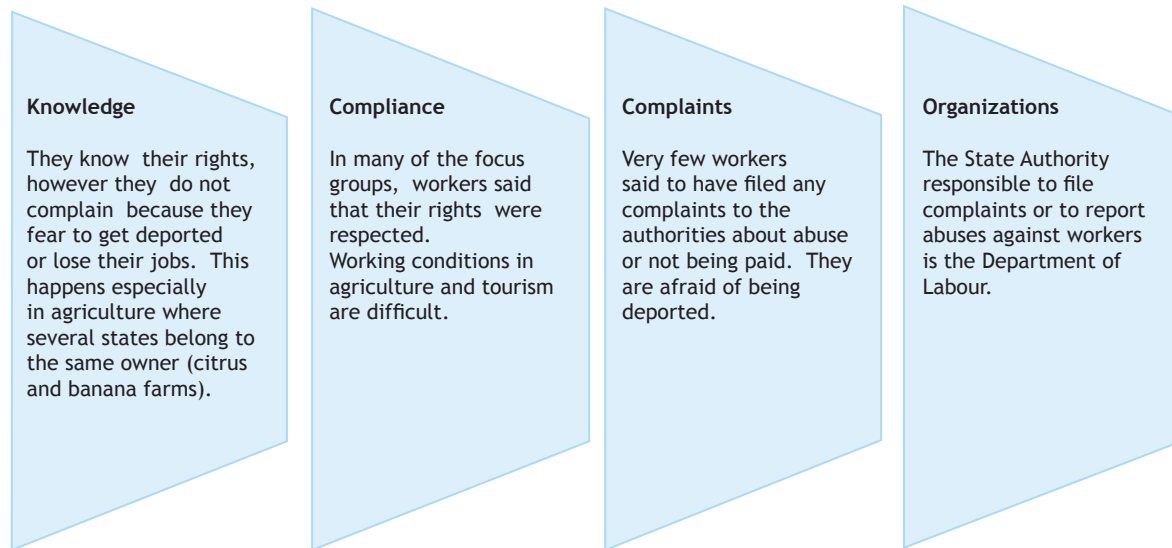 Knowledge
They know their rights,
however they do not
complain because they
fear to get deported
or lose their jobs. This
happens especially
in agriculture where
several states belong to
the same owner (citrus
and banana farms).
Compliance
In many of the focus
groups, workers said
that their rights were
respected.
Working conditions in
agriculture and tourism
are difficult.
Complaints
Very few workers
said to have filed any
complaints to the
authorities about abuse
or not being paid. They
are afraid of being
deported.
Organizations
The State Authority
responsible to file
complaints or to report
abuses against workers
is the Department of
Labour.